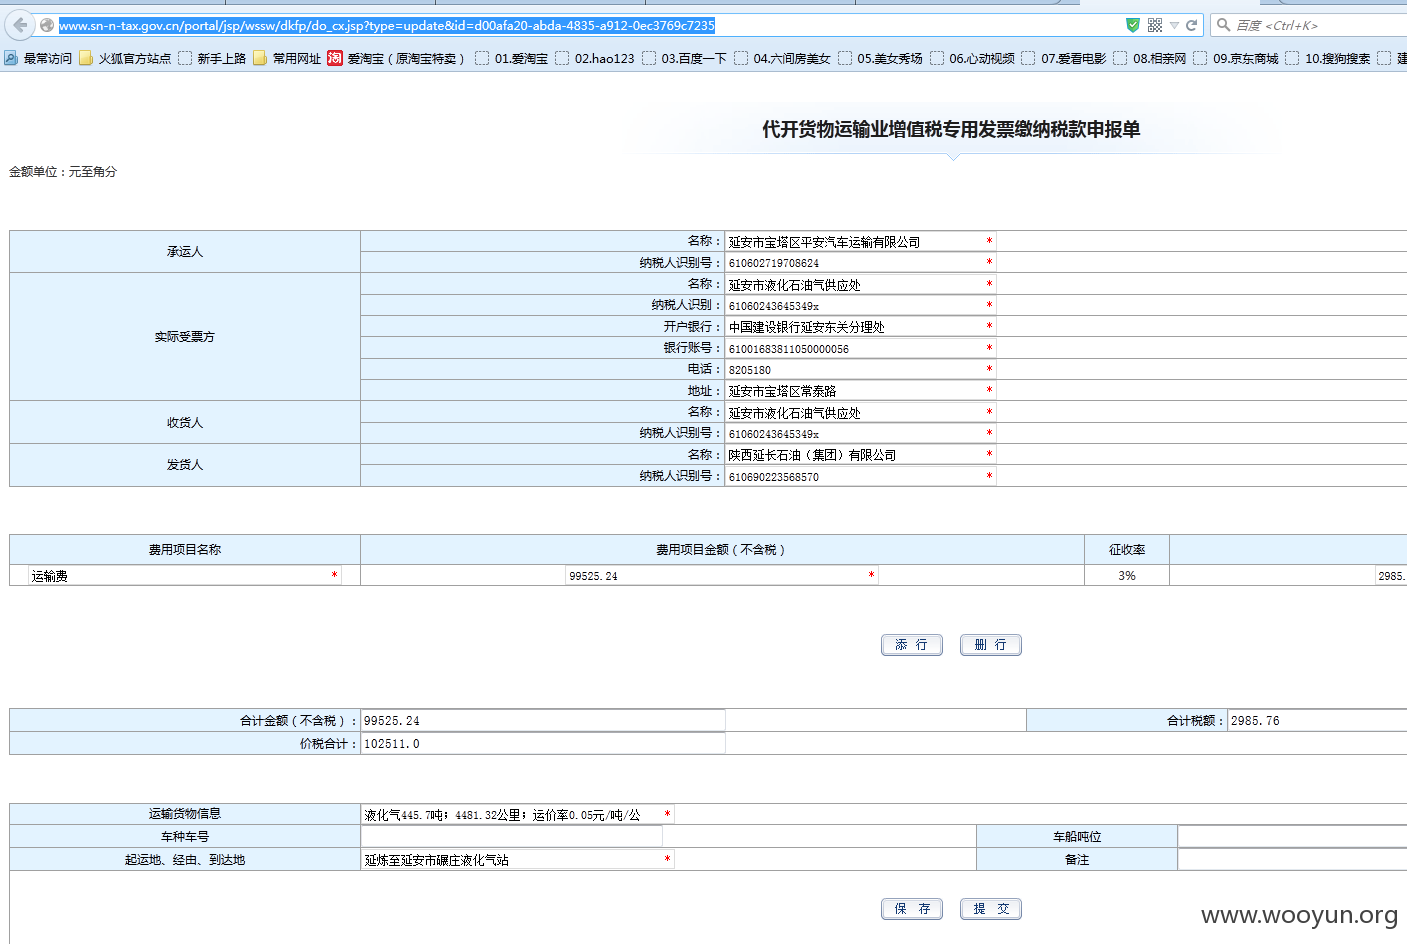 www.sn-n-tax.gov.cn/portal/jsp/wssw/dkfp/do_cx.jsp?type=update&id=d00afa20-abda-4835-a912-0ec3769c7235
百度 <Ctrl+K>
最常访问 火狐官方站点 新手上路 常用网址 淘 爱淘宝（原淘宝特卖） 01.爱淘宝 02.hao123 03.百度一下 04.六间房美女 05.美女秀场 06.心动视频 07.爱看电影 08.相亲网 09.京东商城 10.搜狗搜索 建
代开货物运输业增值税专用发票缴纳税款申报单
金额单位：元至角分
承运人
名称： 延安市宝塔区平安汽车运输有限公司 *
纳税人识别号： 610602719708624 *
实际受票方
名称： 延安市液化石油气供应处 *
纳税人识别： 61060243645349x *
开户银行： 中国建设银行延安东关分理处 *
银行账号： 61001683811050000056 *
电话： 8205180 *
地址： 延安市宝塔区常泰路 *
收货人
名称： 延安市液化石油气供应处 *
纳税人识别号： 61060243645349x *
发货人
名称： 陕西延长石油（集团）有限公司 *
纳税人识别号： 610690223568570 *
费用项目名称 费用项目金额（不含税） 征收率
运输费 * 99525.24 * 3% 2985.
添 行 删 行
合计金额（不含税）： 99525.24 合计税额： 2985.76
价税合计： 102511.0
运输货物信息 液化气445.7吨；4481.32公里；运价率0.05元/吨/公 *
车种车号 车船吨位
起运地、经由、到达地 延炼至延安市碾庄液化气站 * 备注
保 存 提 交
www.wooyun.org